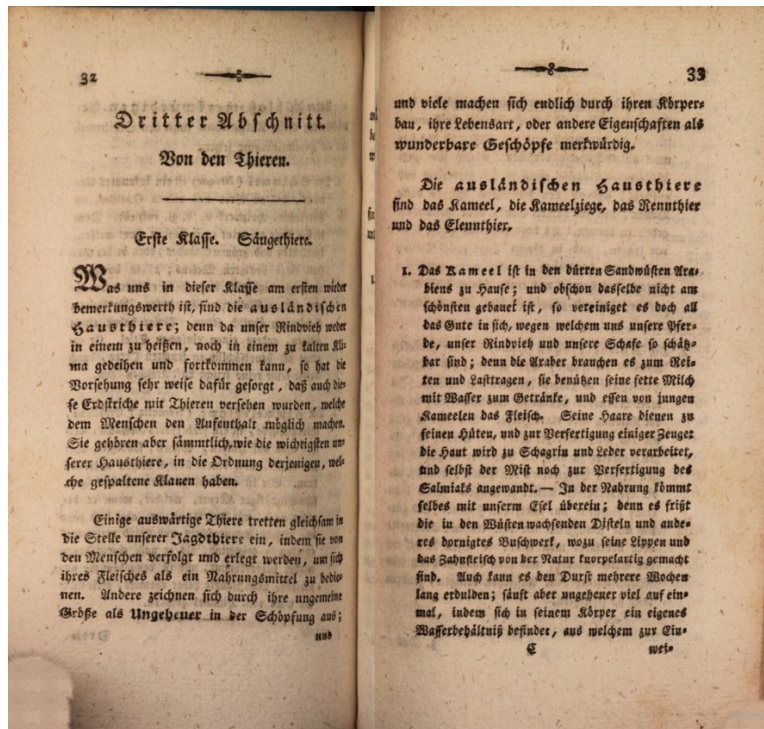 32
Dritter Abschnitt.
Von den Thieren.
Erste Klasse. Säugethiere.
Was uns in dieser Klasse am ersten wieder
bemerkungswerth ist, sind die ausländischen
Hausthiere; denn da unser Rindvieh weder
in einem zu heißen, noch in einem zu kalten Kli-
ma gedeihen und fortkommen kann, so hat die
Vorsehung sehr weise dafür gesorgt, daß auch die-
se Erdstriche mit Thieren versehen wurden, welche
dem Menschen den Aufenthalt möglich machen.
Sie gehören aber sämmtlich, wie die wichtigsten un-
serer Hausthiere, in die Ordnung derjenigen, wel-
che gespaltene Klauen haben.
Einige auswärtige Thiere tretten gleichsam in
die Stelle unserer Jagdthiere ein, indem sie von
den Menschen verfolgt und erlegt werden, um sich
ihres Fleisches als ein Nahrungsmittel zu bedie-
nen. Andere zeichnen sich durch ihre ungemeine
Größe als Ungeheuer in der Schöpfung aus;
und
33
und viele machen sich endlich durch ihren Körper-
bau, ihre Lebensart, oder andere Eigenschaften als
wunderbare Geschöpfe merkwürdig.
Die ausländischen Hausthiere
sind das Kameel, die Kameelziege, das Rennthier
und das Elennthier.
1. Das Kameel ist in den dürren Sandwüsten Ara-
biens zu Hause; und obschon dasselbe nicht am
schönsten gebauet ist, so vereiniget es doch all
das Gute in sich, wegen welchem uns unsere Pfer-
de, unser Rindvieh und unsere Schafe so schätz-
bar sind; denn die Araber brauchen es zum Rei-
ten und Lasttragen, sie benützen seine fette Milch
mit Wasser zum Getränke, und essen von jungen
Kameelen das Fleisch. Seine Haare dienen zu
feinen Hüten, und zur Verfertigung einiger Zeuge;
die Haut wird zu Schagrin und Leder verarbeitet,
und selbst der Mist noch zur Verfertigung des
Salmiaks angewandt. — In der Nahrung kömmt
selbes mit unserm Esel überein; denn es frißt
die in den Wüsten wachsenden Disteln und ande-
res dornigtes Buschwerk, wozu seine Lippen und
das Zahnfleisch von der Natur knorpelartig gemacht
sind. Auch kann es den Durst mehrere Wochen
lang erdulden; säuft aber ungeheuer viel auf ein-
mal, indem sich in seinem Körper ein eigenes
Wasserbehältniß befindet, aus welchem zur Ein-
C wei-